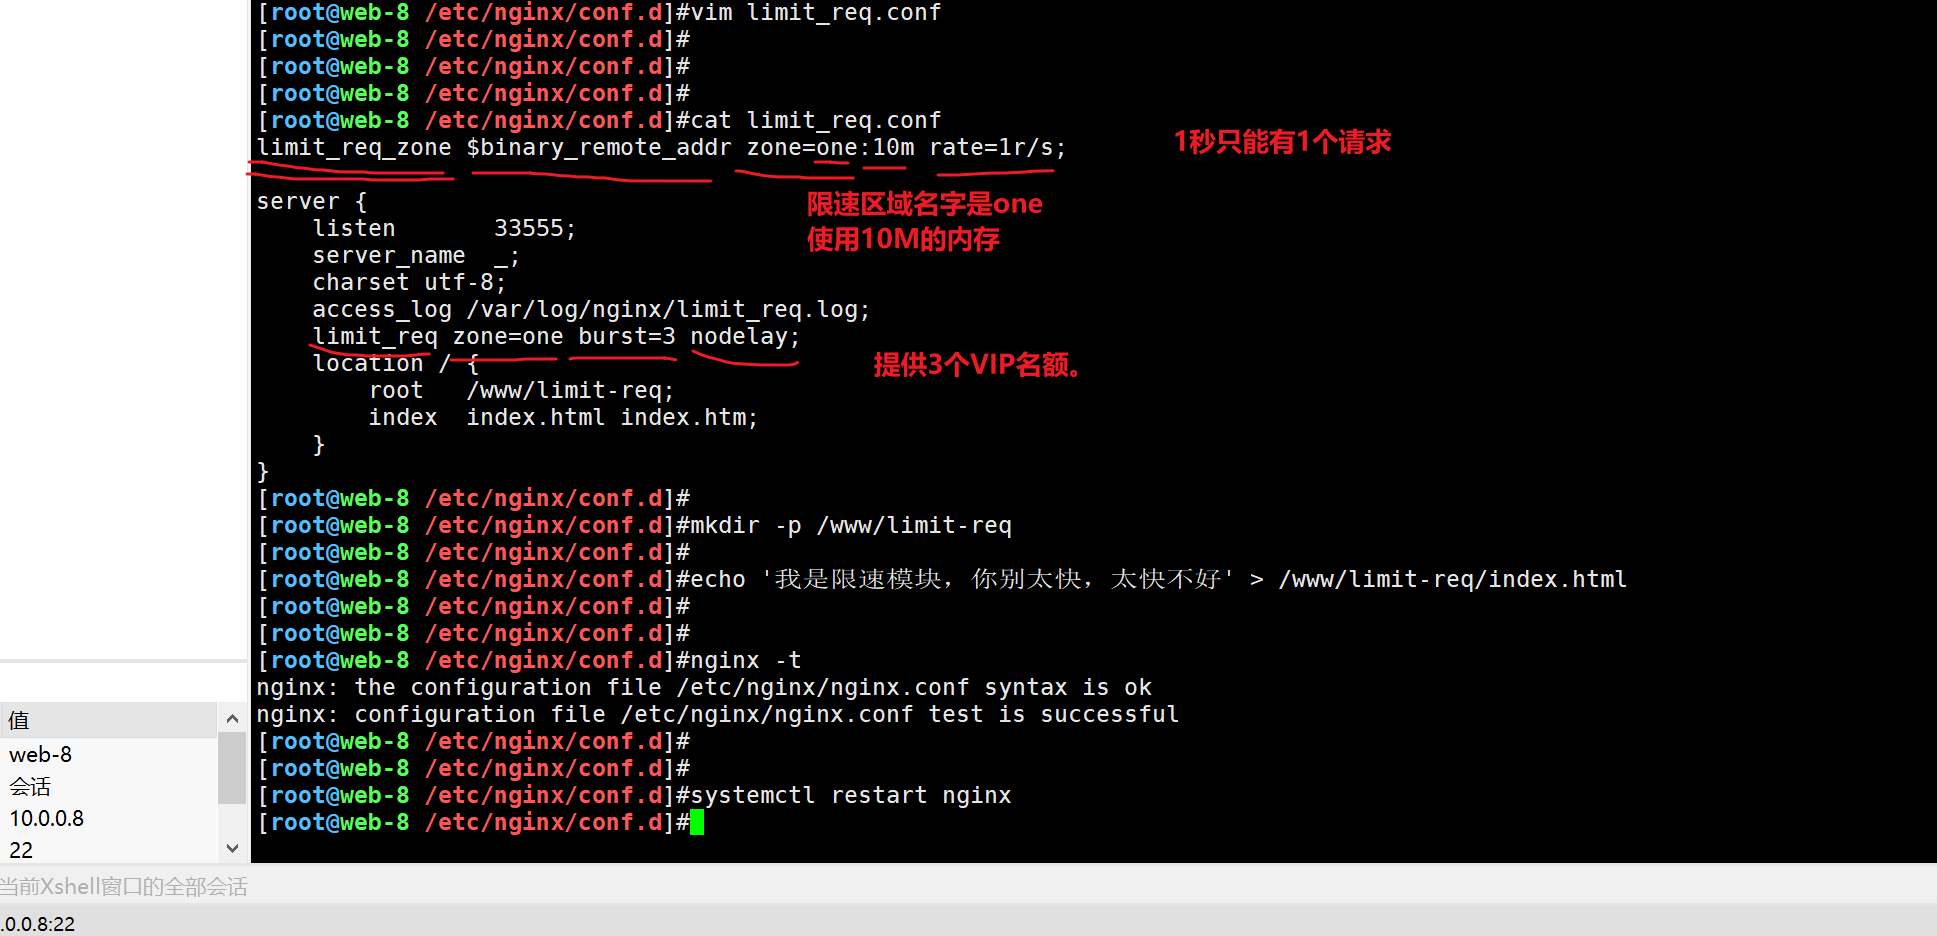 [root@web-8 /etc/nginx/conf.d]#vim limit_req.conf
[root@web-8 /etc/nginx/conf.d]#
[root@web-8 /etc/nginx/conf.d]#
[root@web-8 /etc/nginx/conf.d]#
[root@web-8 /etc/nginx/conf.d]#cat limit_req.conf
limit_req_zone $binary_remote_addr zone=one:10m rate=1r/s;
1秒只能有1个请求
server {
限速区域名字是one
    listen       33555;
使用10M的内存
    server_name  _;
    charset utf-8;
    access_log /var/log/nginx/limit_req.log;
    limit_req zone=one burst=3 nodelay;
    location / {
提供3个VIP名额。
        root   /www/limit-req;
        index  index.html index.htm;
    }
}
[root@web-8 /etc/nginx/conf.d]#
[root@web-8 /etc/nginx/conf.d]#mkdir -p /www/limit-req
[root@web-8 /etc/nginx/conf.d]#
[root@web-8 /etc/nginx/conf.d]#echo '我是限速模块，你别太快，太快不好' > /www/limit-req/index.html
[root@web-8 /etc/nginx/conf.d]#
[root@web-8 /etc/nginx/conf.d]#
[root@web-8 /etc/nginx/conf.d]#nginx -t
nginx: the configuration file /etc/nginx/nginx.conf syntax is ok
nginx: configuration file /etc/nginx/nginx.conf test is successful
[root@web-8 /etc/nginx/conf.d]#
[root@web-8 /etc/nginx/conf.d]#
[root@web-8 /etc/nginx/conf.d]#systemctl restart nginx
[root@web-8 /etc/nginx/conf.d]#
值
web-8
会话
10.0.0.8
22
当前Xshell窗口的全部会话
.0.0.8:22